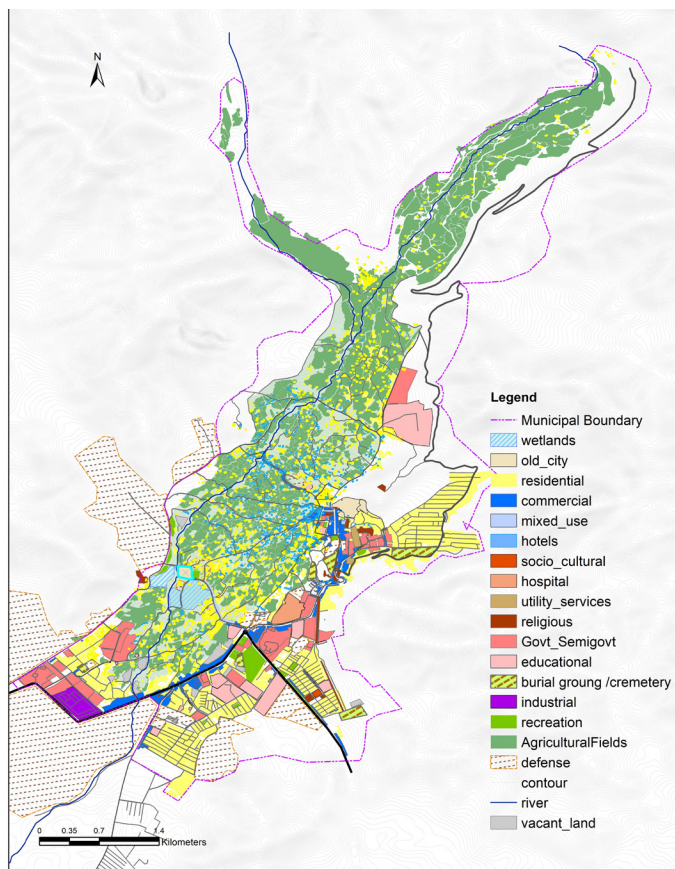 N
Legend
Municipal Boundary
wetlands
old_city
residential
commercial
mixed_use
hotels
socio_cultural
hospital
utility_services
religious
Govt_Semigovt
educational
burial groung /cremetery
industrial
recreation
AgriculturalFields
defense
contour
river
vacant_land
0 0.35 0.7 1.4
Kilometers